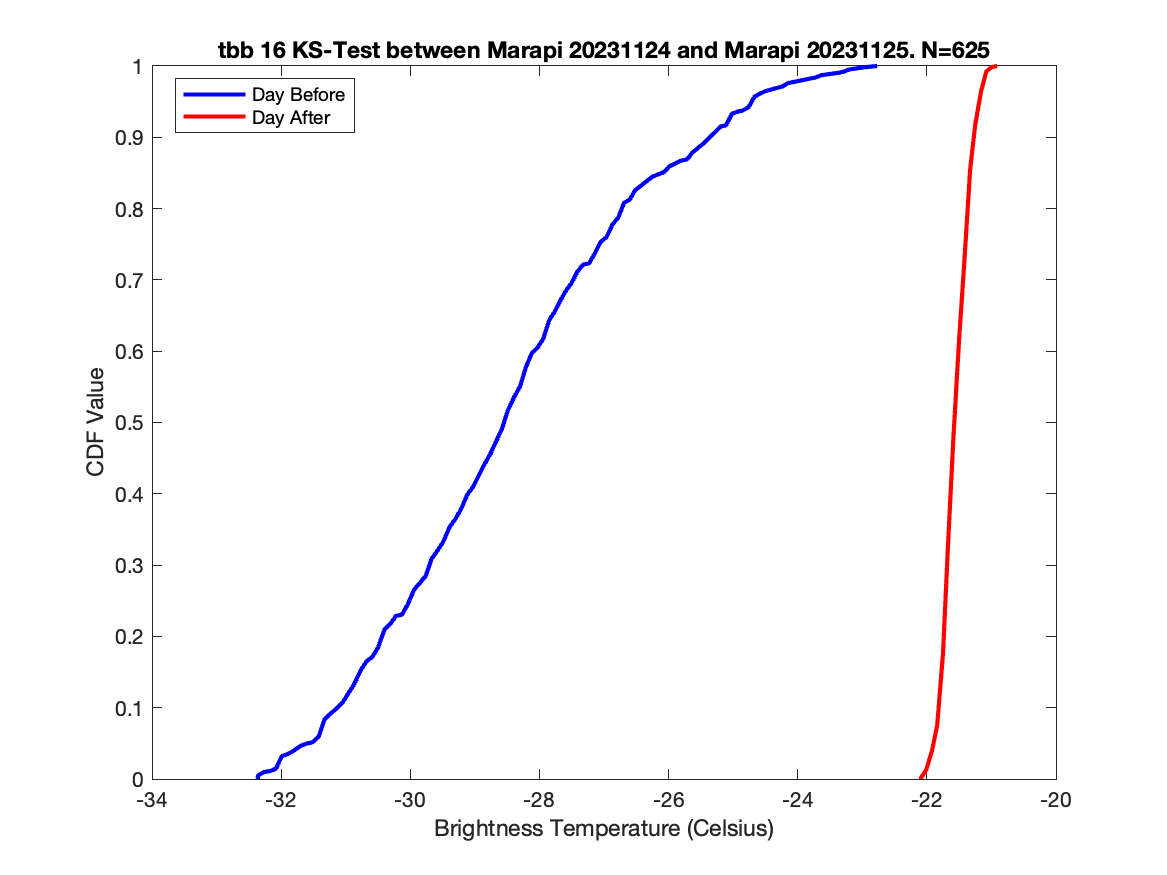 tbb 16 KS-Test between Marapi 20231124 and Marapi 20231125. N=625
Day Before
Day After
1
0.9
0.8
0.7
0.6
0.5
0.4
0.3
0.2
0.1
0
CDF Value
-34 -32 -30 -28 -26 -24 -22 -20
Brightness Temperature (Celsius)